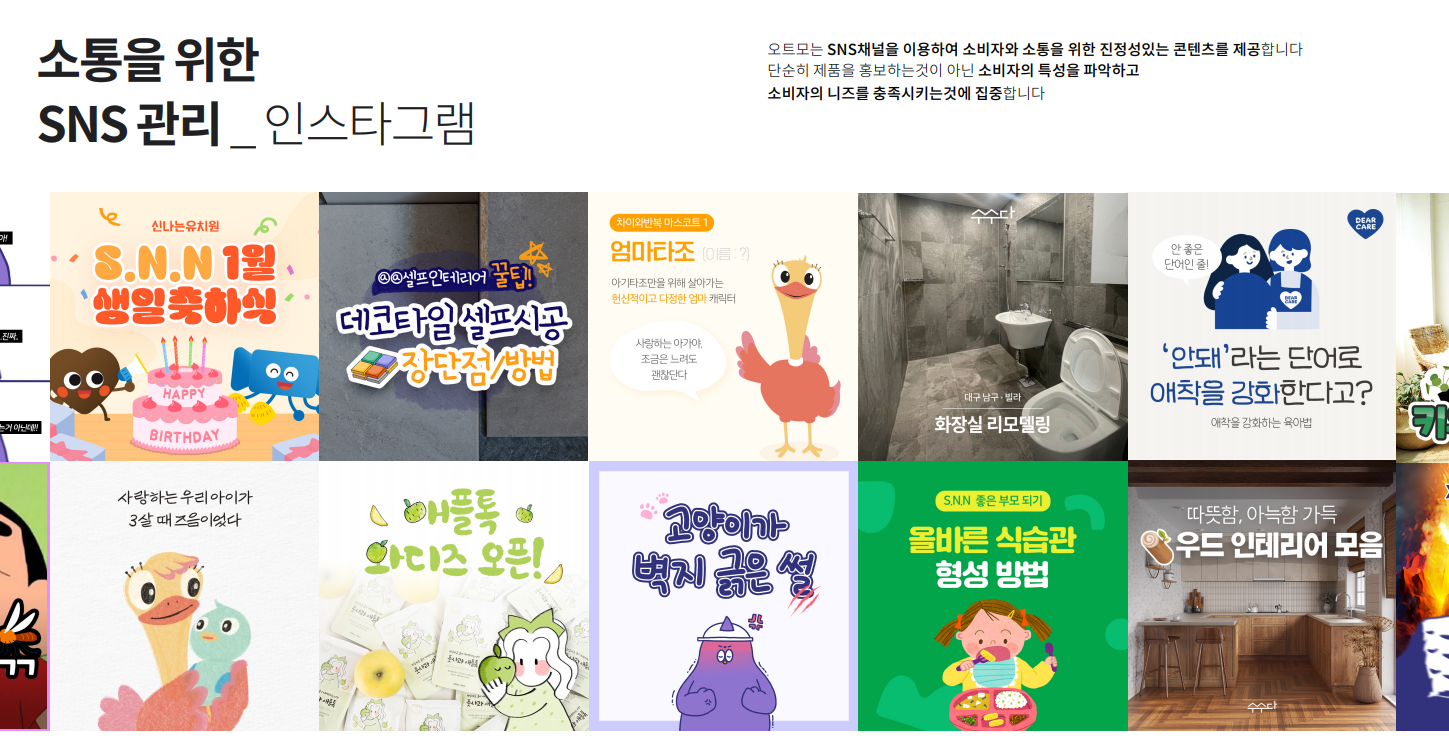 소통을 위한
SNS 관리 _ 인스타그램
오트모는 SNS채널을 이용하여 소비자와 소통을 위한 진정성있는 콘텐츠를 제공합니다
단순히 제품을 홍보하는것이 아닌 소비자의 특성을 파악하고
소비자의 니즈를 충족시키는것에 집중합니다
진짜,
는거 아닌데!!
신나는유치원
S.N.N 1월
생일축하식
HAPPY
BIRTHDAY
@@셀프인테리어 꿀팁!!
데코타일 셀프시공
장단점/방법
차이와반복 마스코트 1
엄마타조 (이름 : ?)
아기타조만을 위해 살아가는
헌신적이고 다정한 엄마 캐릭터
사랑하는 아가야,
조금은 느려도
괜찮단다
수수다
대구 남구 · 빌라
화장실 리모델링
DEAR
CARE
안 좋은
단어인 줄!
DEAR
CARE
‘안돼’라는 단어로
애착을 강화한다고?
애착을 강화하는 육아법
키
ㄱㄱ
사랑하는 우리 아이가
3살 때 즈음이었다
애플톡
와디즈 오픈!
고양이가
벽지 긁은 썰
S.N.N 좋은 부모 되기
올바른 식습관
형성 방법
따뜻함, 아늑함 가득
우드 인테리어 모음
수수다